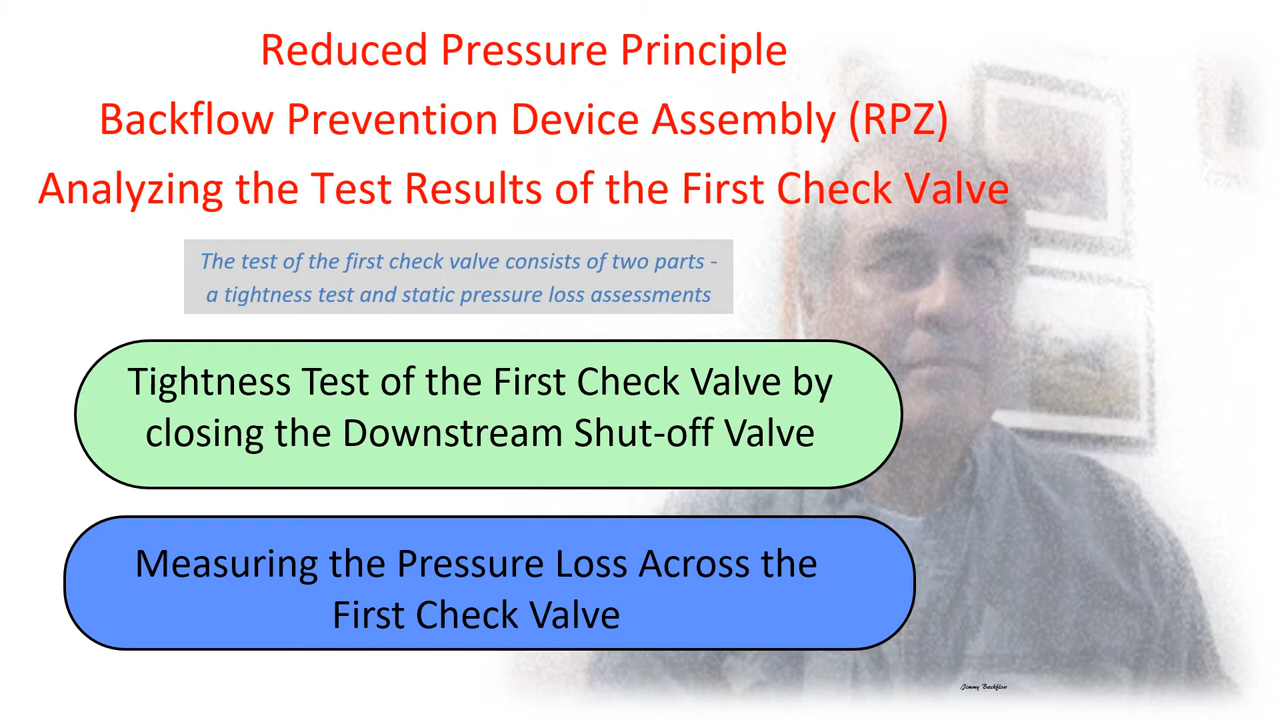 Reduced Pressure Principle
Backflow Prevention Device Assembly (RPZ)
Analyzing the Test Results of the First Check Valve
The test of the first check valve consists of two parts -
a tightness test and static pressure loss assessments
Tightness Test of the First Check Valve by
closing the Downstream Shut-off Valve
Measuring the Pressure Loss Across the
First Check Valve
Jimmy Backflow